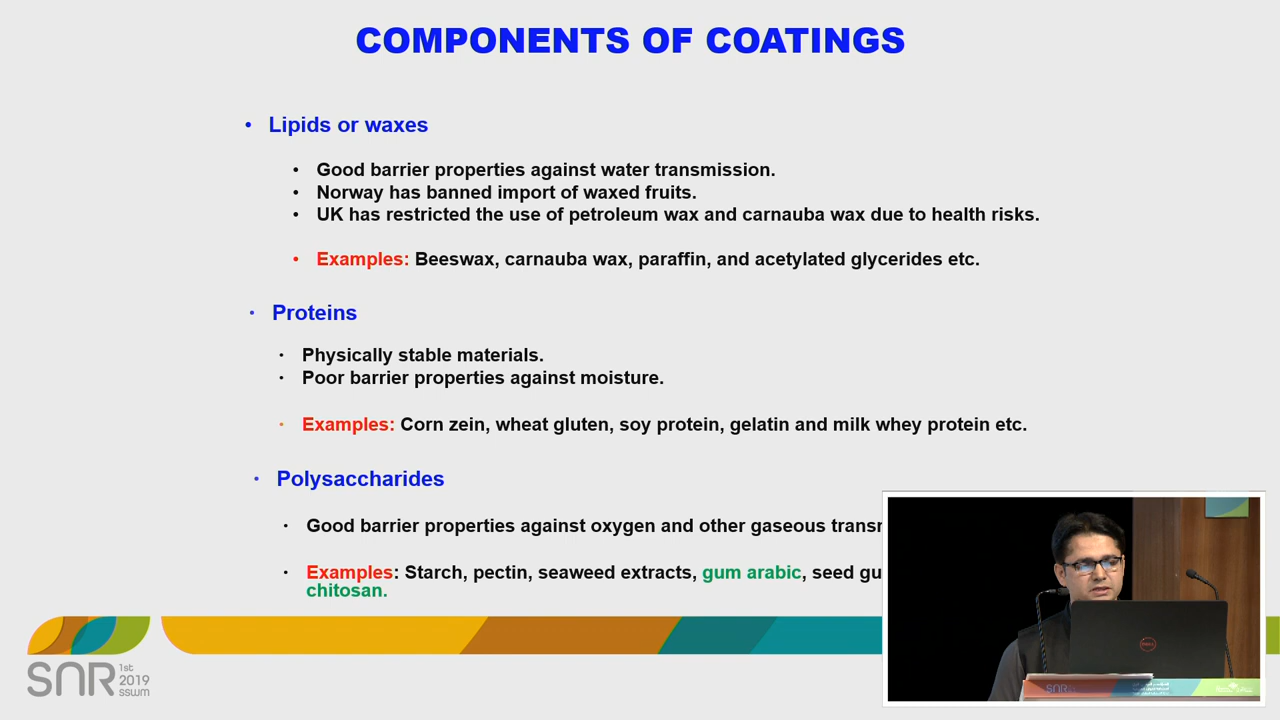 COMPONENTS OF COATINGS
• Lipids or waxes
• Good barrier properties against water transmission.
• Norway has banned import of waxed fruits.
• UK has restricted the use of petroleum wax and carnauba wax due to health risks.
• Examples: Beeswax, carnauba wax, paraffin, and acetylated glycerides etc.
• Proteins
• Physically stable materials.
• Poor barrier properties against moisture.
• Examples: Corn zein, wheat gluten, soy protein, gelatin and milk whey protein etc.
• Polysaccharides
• Good barrier properties against oxygen and other gaseous
• Examples: Starch, pectin, seaweed extracts, gum arabic, seed
chitosan.
SNR
1st
2019
sswm
DELL
SNR